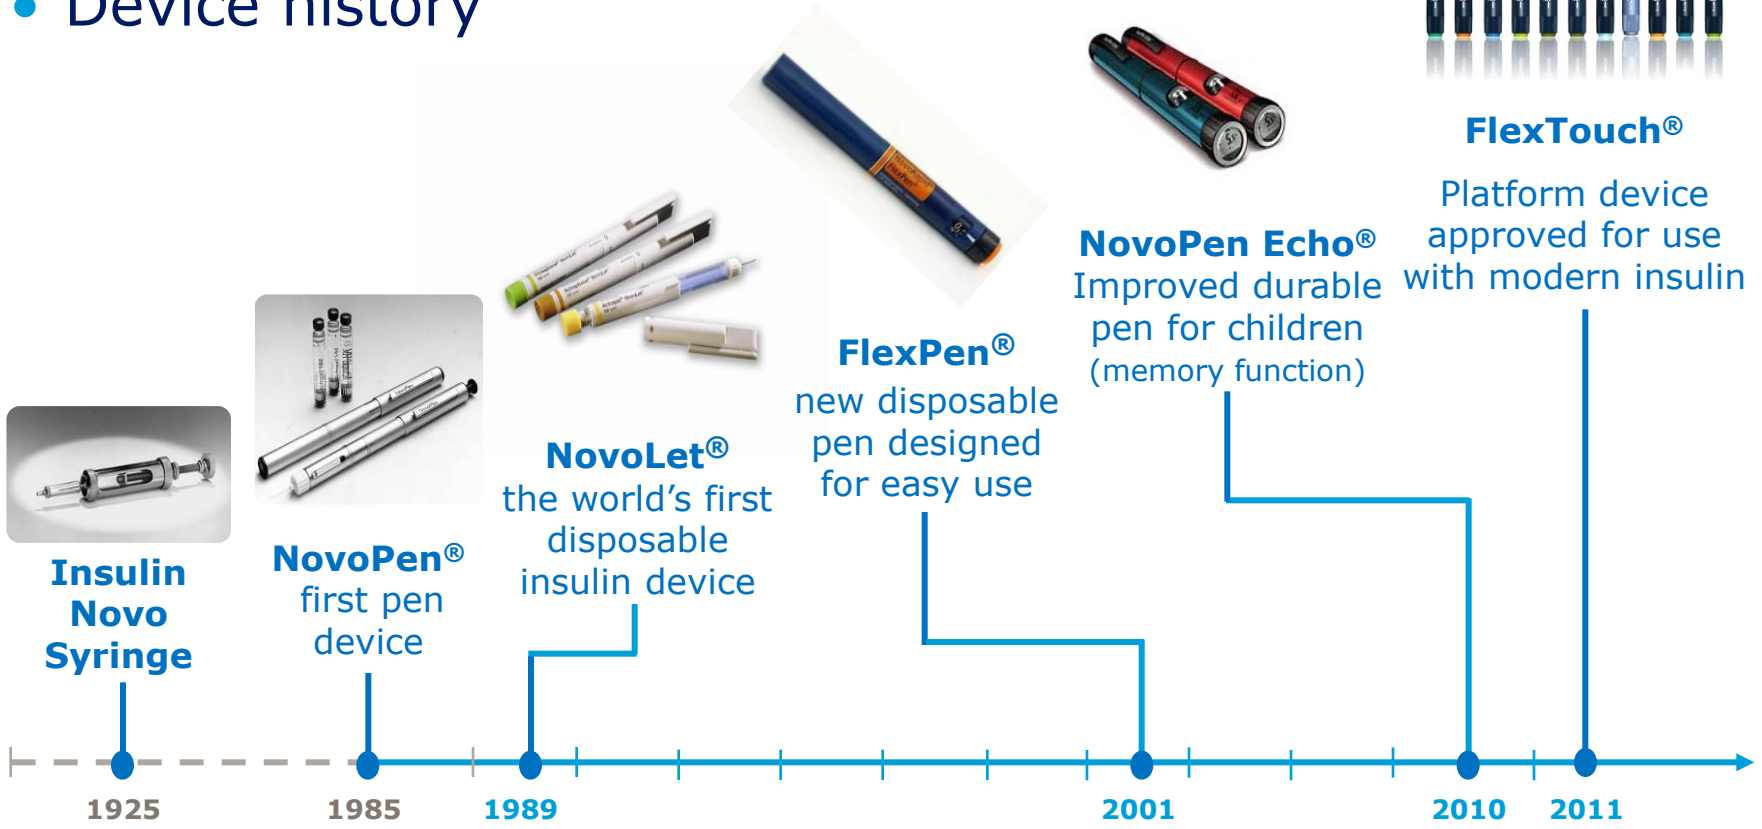 • Device history
FlexTouch®
Platform device
approved for use
with modern insulin
NovoPen Echo®
Improved durable
pen for children
(memory function)
FlexPen®
new disposable
pen designed
for easy use
NovoLet®
the world's first
disposable
insulin device
NovoPen®
first pen
device
Insulin
Novo
Syringe
1925
1985
1989
2001
2010
2011